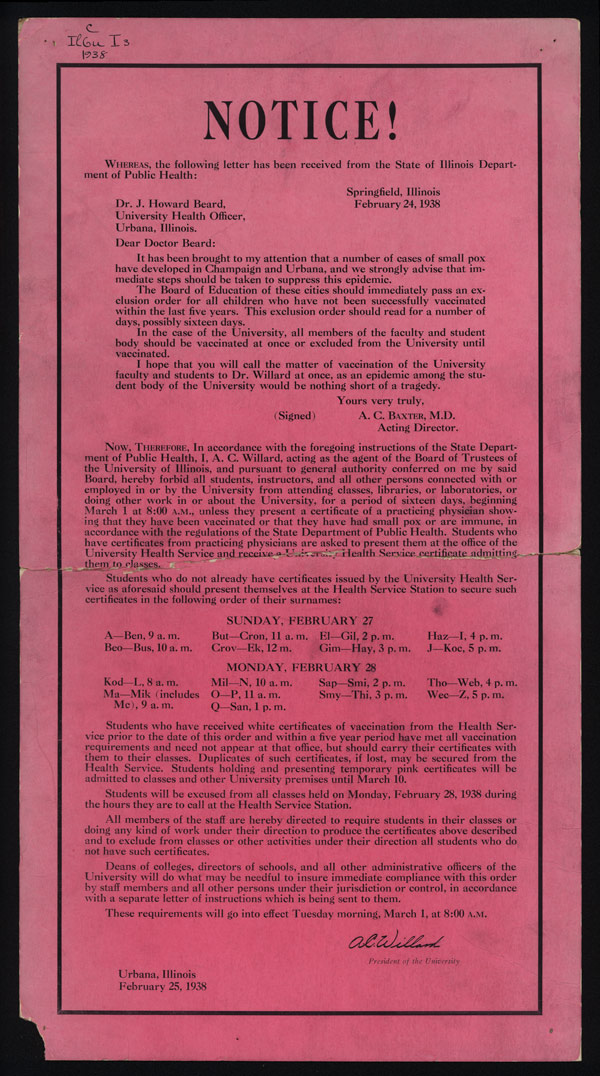 C
Il6u I3
1938
NOTICE!
WHEREAS, the following letter has been received from the State of Illinois Depart-
ment of Public Health:
Springfield, Illinois
Dr. J. Howard Beard, February 24, 1938
University Health Officer,
Urbana, Illinois.
Dear Doctor Beard:
It has been brought to my attention that a number of cases of small pox
have developed in Champaign and Urbana, and we strongly advise that im-
mediate steps should be taken to suppress this epidemic.
The Board of Education of these cities should immediately pass an ex-
clusion order for all children who have not been successfully vaccinated
within the last five years. This exclusion order should read for a number of
days, possibly sixteen days.
In the case of the University, all members of the faculty and student
body should be vaccinated at once or excluded from the University until
vaccinated.
I hope that you will call the matter of vaccination of the University
faculty and students to Dr. Willard at once, as an epidemic among the stu-
dent body of the University would be nothing short of a tragedy.
Yours very truly,
(Signed) A. C. BAXTER, M.D.
Acting Director.
NOW, THEREFORE, In accordance with the foregoing instructions of the State Depart-
ment of Public Health, I, A. C. Willard, acting as the agent of the Board of Trustees of
the University of Illinois, and pursuant to general authority conferred on me by said
Board, hereby forbid all students, instructors, and all other persons connected with or
employed in or by the University from attending classes, libraries, or laboratories, or
doing other work in or about the University, for a period of sixteen days, beginning
March 1 at 8:00 A.M., unless they present a certificate of a practicing physician show-
ing that they have been vaccinated or that they have had small pox or are immune, in
accordance with the regulations of the State Department of Public Health. Students who
have certificates from practicing physicians are asked to present them at the office of the
University Health Service and receive a University Health Service certificate admitting
them to classes.
Students who do not already have certificates issued by the University Health Ser-
vice as aforesaid should present themselves at the Health Service Station to secure such
certificates in the following order of their surnames:
SUNDAY, FEBRUARY 27
A—Ben, 9 a. m. But—Cron, 11 a. m. El—Gil, 2 p. m. Haz—I, 4 p. m.
Beo—Bus, 10 a. m. Crov—Ek, 12 m. Gim—Hay, 3 p. m. J—Koc, 5 p. m.
MONDAY, FEBRUARY 28
Kod—L, 8 a. m. Mil—N, 10 a. m. Sap—Smi, 2 p. m. Tho—Web, 4 p. m.
Ma—Mik (includes O—P, 11 a. m. Smy—Thi, 3 p. m. Wec—Z, 5 p. m.
Mc), 9 a. m. Q—San, 1 p. m.
Students who have received white certificates of vaccination from the Health Ser-
vice prior to the date of this order and within a five year period have met all vaccination
requirements and need not appear at that office, but should carry their certificates with
them to their classes. Duplicates of such certificates, if lost, may be secured from the
Health Service. Students holding and presenting temporary pink certificates will be
admitted to classes and other University premises until March 10.
Students will be excused from all classes held on Monday, February 28, 1938 during
the hours they are to call at the Health Service Station.
All members of the staff are hereby directed to require students in their classes or
doing any kind of work under their direction to produce the certificates above described
and to exclude from classes or other activities under their direction all students who do
not have such certificates.
Deans of colleges, directors of schools, and all other administrative officers of the
University will do what may be needful to insure immediate compliance with this order
by staff members and all other persons under their jurisdiction or control, in accordance
with a separate letter of instructions which is being sent to them.
These requirements will go into effect Tuesday morning, March 1, at 8:00 A.M.
A C Willard
President of the University
Urbana, Illinois
February 25, 1938